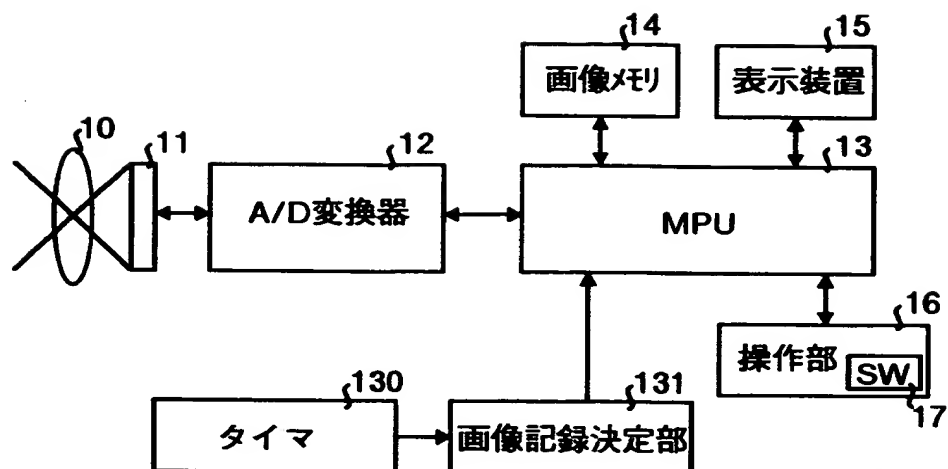 14
画像メモリ
15
表示装置
10
11
12
A/D変換器
13
MPU
16
操作部
SW
17
130
タイマ
131
画像記録決定部